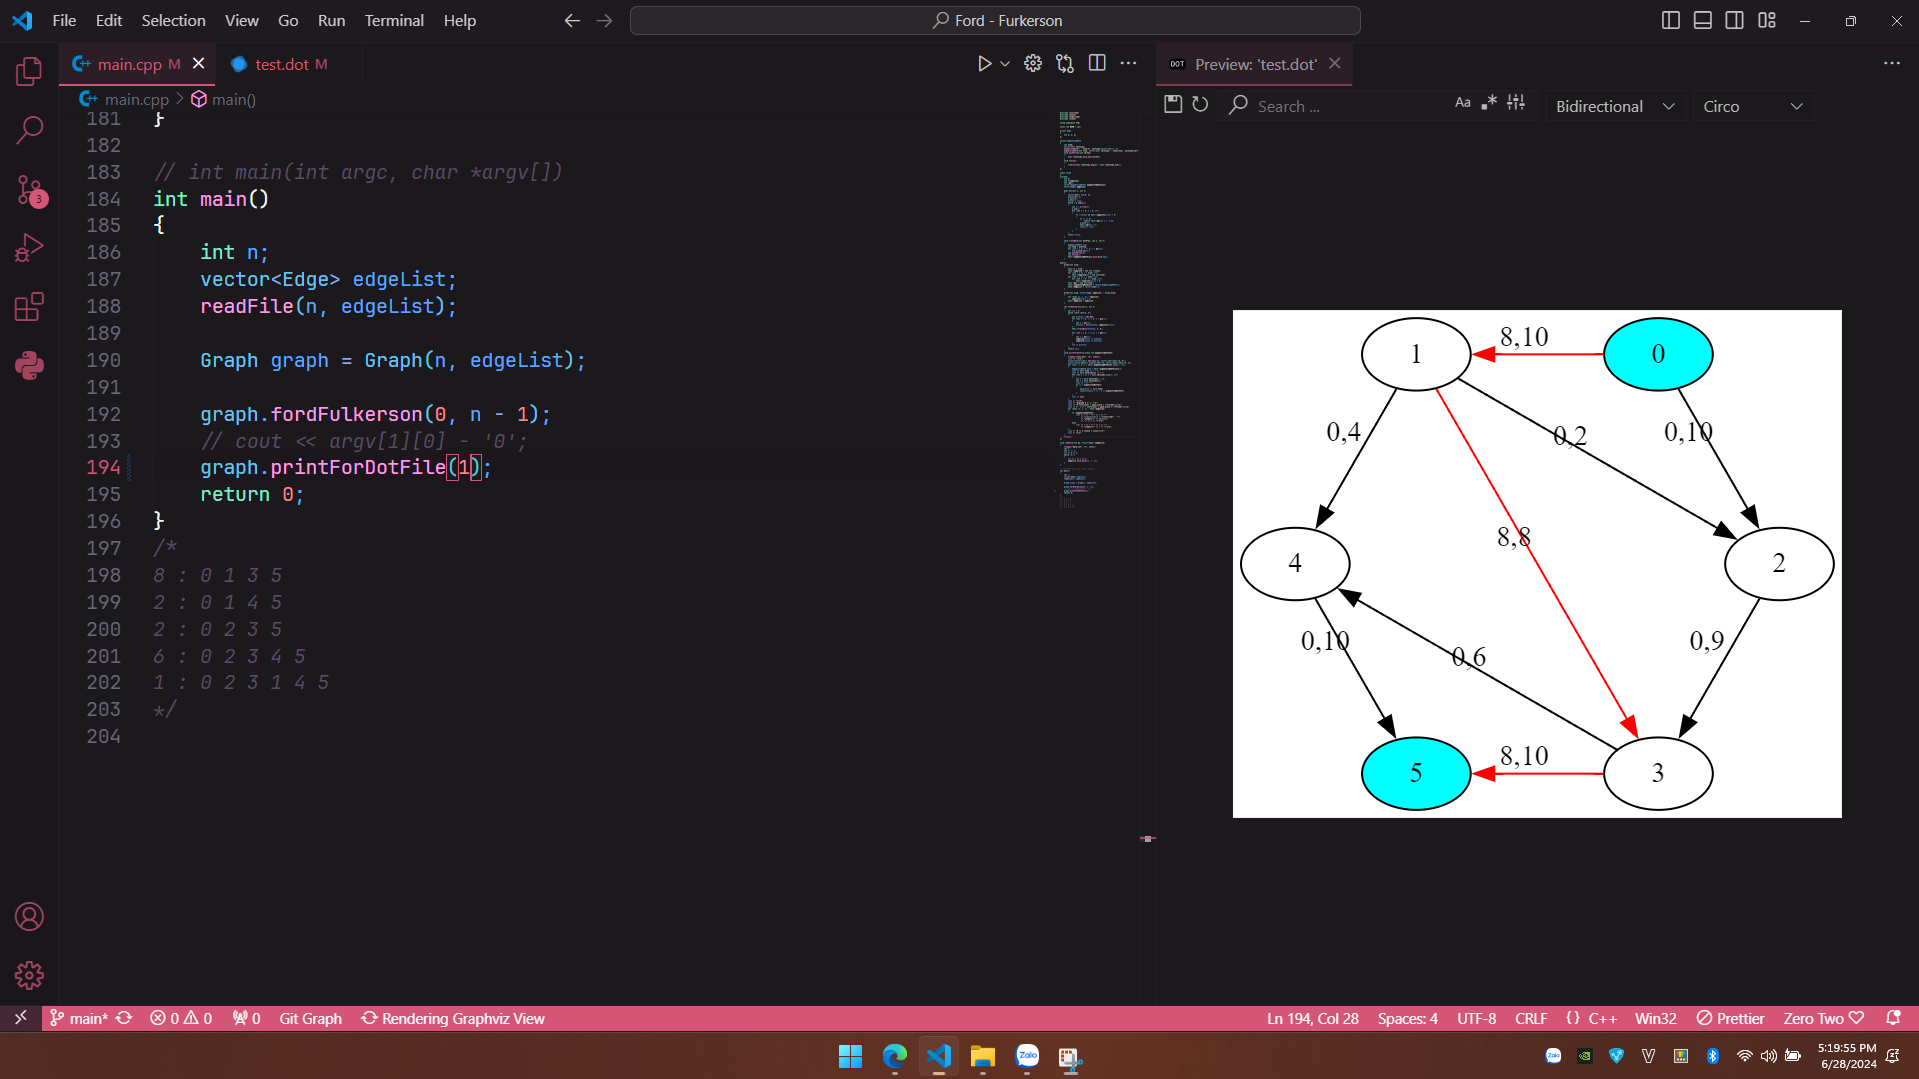 File Edit Selection View Go Run Terminal Help
Ford - Furkerson
main.cpp M
test.dot M
DOT Preview: 'test.dot'
main.cpp > main()
Search ...
Aa
Bidirectional
Circo
181 }
182
183 // int main(int argc, char *argv[])
184 int main()
185 {
186 int n;
187 vector<Edge> edgeList;
188 readFile(n, edgeList);
189
190 Graph graph = Graph(n, edgeList);
191
192 graph.fordFulkerson(0, n - 1);
193 // cout << argv[1][0] - '0';
194 graph.printForDotFile(1);
195 return 0;
196 }
197 /*
198 8 : 0 1 3 5
199 2 : 0 1 4 5
200 2 : 0 2 3 5
201 6 : 0 2 3 4 5
202 1 : 0 2 3 1 4 5
203 */
204
1 8,10 0
0,4 0,2 0,10
8,8
4 2
0,10 0,6 0,9
5 8,10 3
3
main* 0 0 0 Git Graph Rendering Graphviz View
Ln 194, Col 28 Spaces: 4 UTF-8 CRLF {} C++ Win32 Prettier Zero Two
Zalo
Zalo
V
5:19:55 PM
6/28/2024